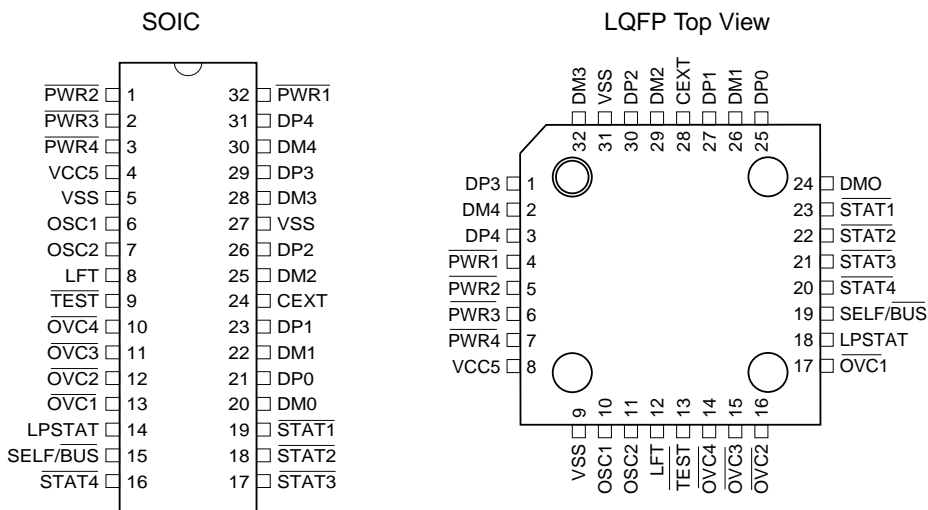 SOIC
PWR2 1 32 PWR1
PWR3 2 31 DP4
PWR4 3 30 DM4
VCC5 4 29 DP3
VSS 5 28 DM3
OSC1 6 27 VSS
OSC2 7 26 DP2
LFT 8 25 DM2
TEST 9 24 CEXT
OVC4 10 23 DP1
OVC3 11 22 DM1
OVC2 12 21 DP0
OVC1 13 20 DM0
LPSTAT 14 19 STAT1
SELF/BUS 15 18 STAT2
STAT4 16 17 STAT3
LQFP Top View
DM3 VSS DP2 DM2 CEXT DP1 DM1 DP0
32 31 30 29 28 27 26 25
DP3 1 24 DMO
DM4 2 23 STAT1
DP4 3 22 STAT2
PWR1 4 21 STAT3
PWR2 5 20 STAT4
PWR3 6 19 SELF/BUS
PWR4 7 18 LPSTAT
VCC5 8 17 OVC1
9 10 11 12 13 14 15 16
VSS OSC1 OSC2 LFT TEST OVC4 OVC3 OVC2